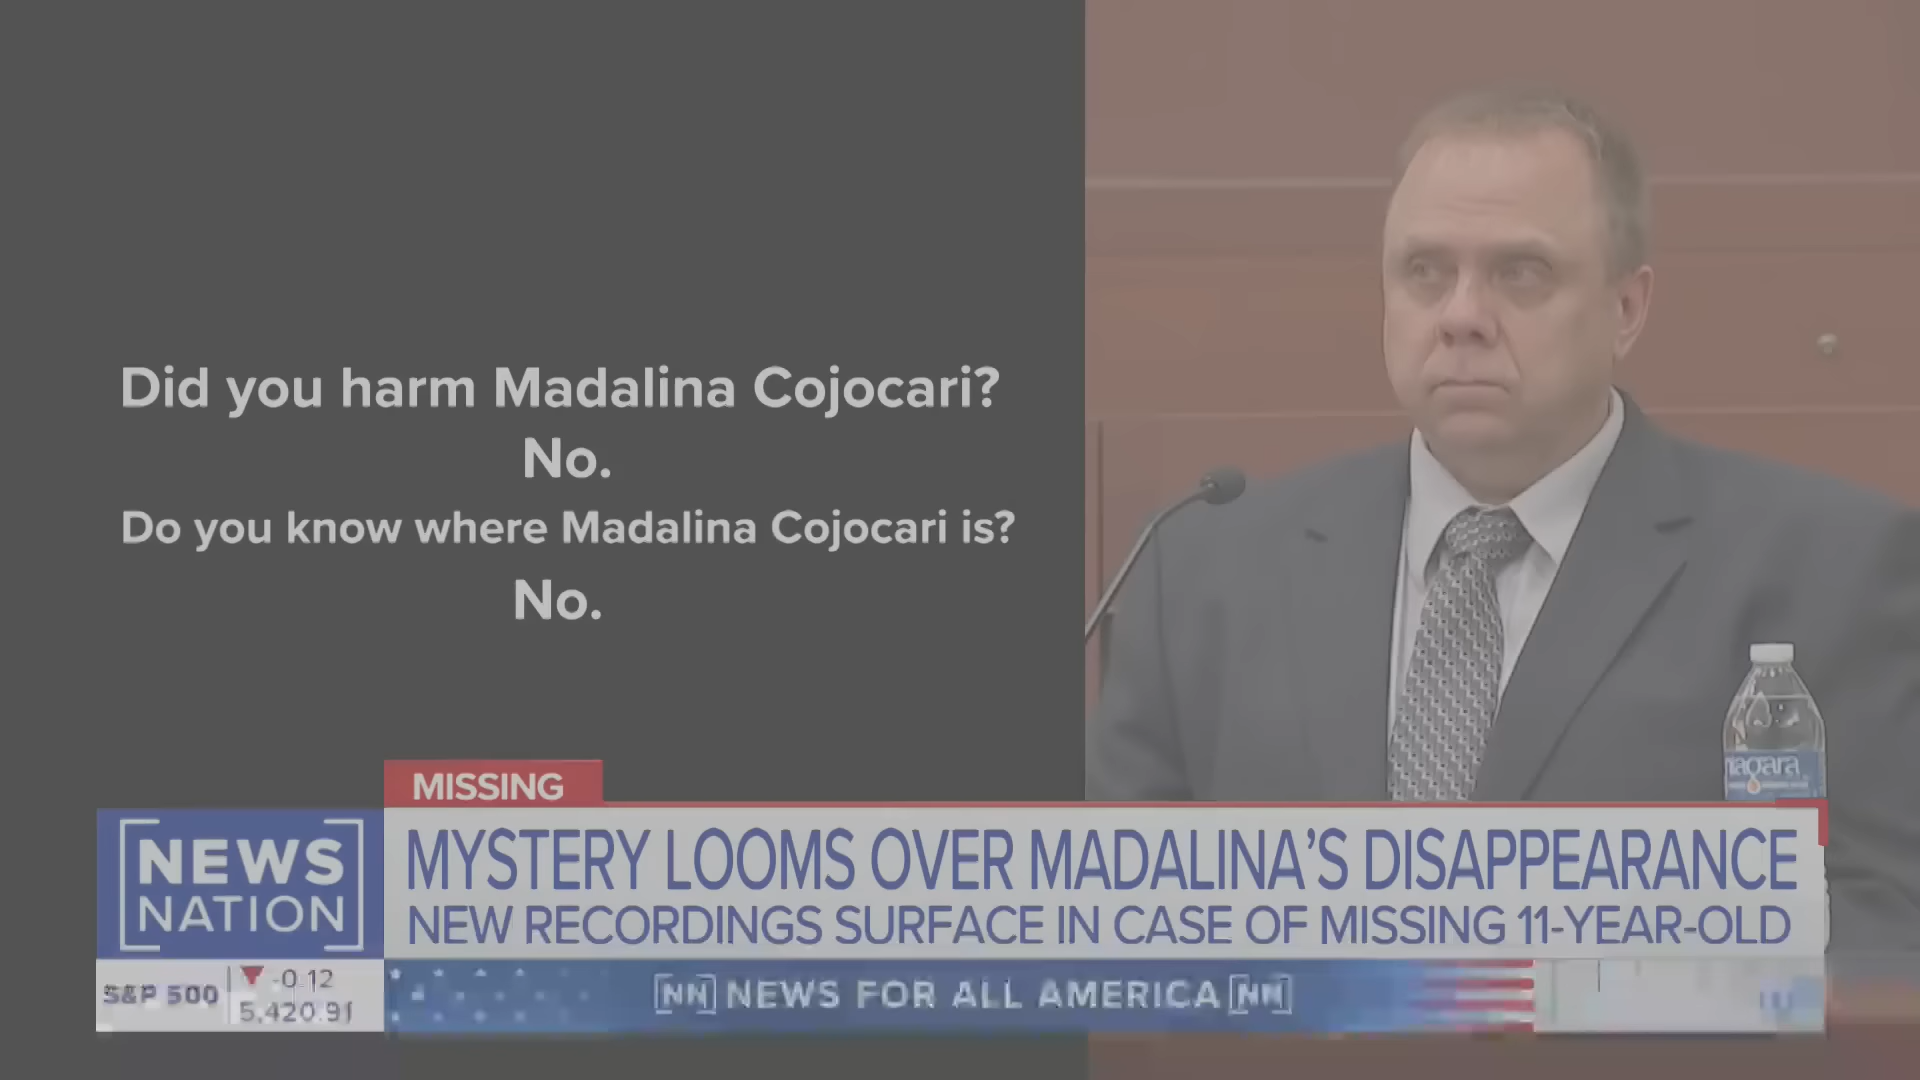 Did you harm Madalina Cojocari?
No.
Do you know where Madalina Cojocari is?
No.
niagara
MISSING
NEWS
NATION
MYSTERY LOOMS OVER MADALINA'S DISAPPEARANCE
NEW RECORDINGS SURFACE IN CASE OF MISSING 11-YEAR-OLD
S&P 500
-0.12
5,420.91
NN NEWS FOR ALL AMERICA NN